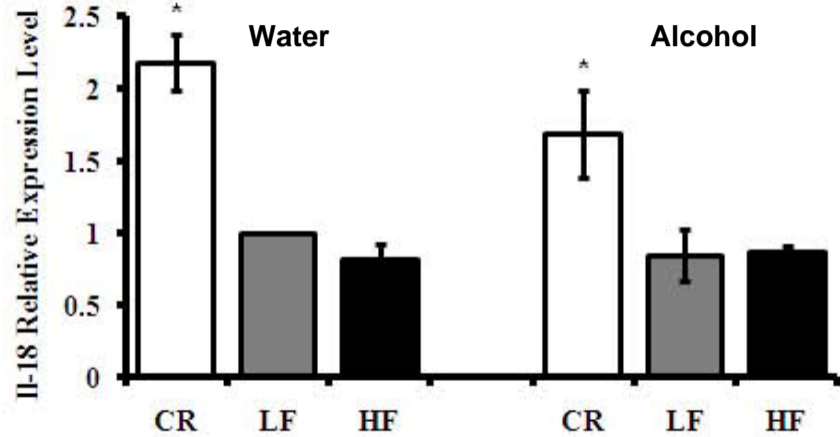 Il-18 Relative Expression Level
2.5
2
1.5
1
0.5
0
Water
Alcohol
*
*
CR LF HF CR LF HF